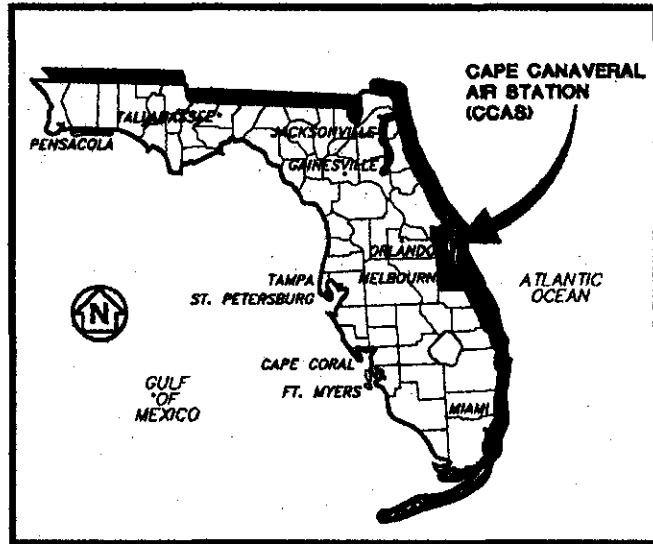 CAPE CANAVERAL
AIR STATION
(CCAS)
TALLAHASSEE
PENSACOLA
JACKSONVILLE
GAINESVILLE
ORLANDO
MELBOURN
TAMPA
ST. PETERSBURG
ATLANTIC
OCEAN
N
CAPE CORAL
FT. MYERS
GULF
OF
MEXICO
MIAMI